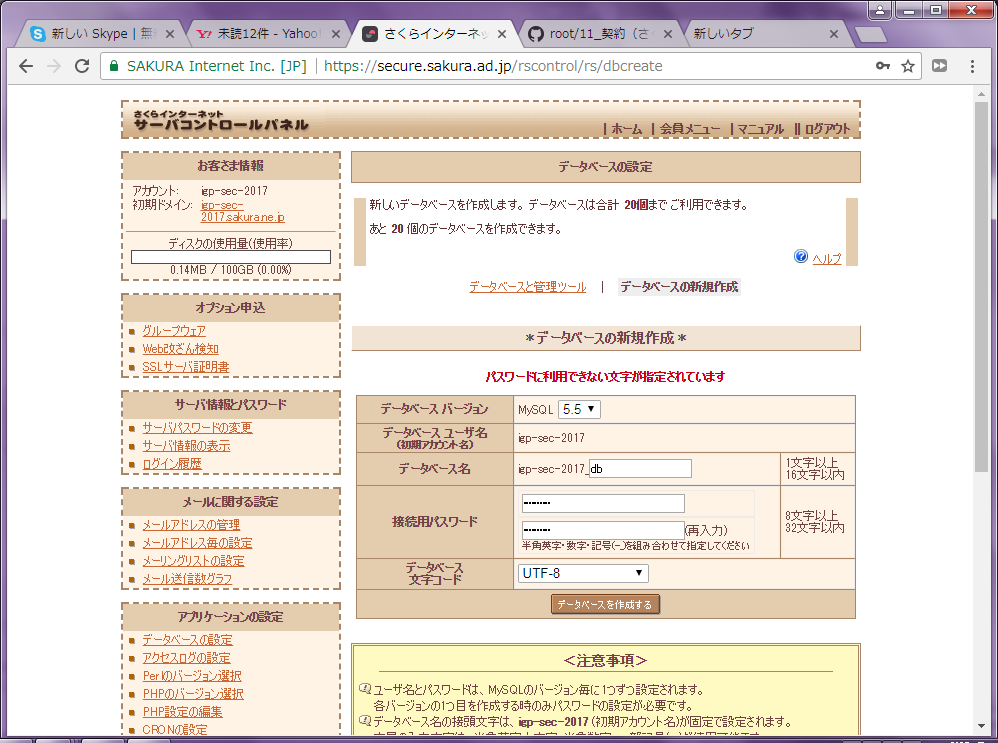 新しい Skype | 無
未読12件 - Yahoo!
さくらインターネッ
root/11_契約（さく
新しいタブ
SAKURA Internet Inc. [JP] | https://secure.sakura.ad.jp/rscontrol/rs/dbcreate
さくらインターネット
サーバコントロールパネル
| ホーム | 会員メニュー | マニュアル || ログアウト
お客さま情報
アカウント: igp-sec-2017
初期ドメイン: igp-sec-
2017.sakura.ne.jp
ディスクの使用量(使用率)
0.14MB / 100GB (0.00%)
オプション申込
グループウェア
Web改ざん検知
SSLサーバ証明書
サーバ情報とパスワード
サーバパスワードの変更
サーバ情報の表示
ログイン履歴
メールに関する設定
メールアドレスの管理
メールアドレス毎の設定
メーリングリストの設定
メール送信数グラフ
アプリケーションの設定
データベースの設定
アクセスログの設定
Perlのバージョン選択
PHPのバージョン選択
PHP設定の編集
CRONの設定
データベースの設定
新しいデータベースを作成します。データベースは合計 20個まで ご利用できます。
あと 20 個のデータベースを作成できます。
ヘルプ
データベースと管理ツール | データベースの新規作成
＊データベースの新規作成＊
パスワードに利用できない文字が指定されています
データベース バージョン MySQL 5.5
データベース ユーザ名
(初期アカウント名)
igp-sec-2017
データベース名 igp-sec-2017_db
1文字以上
16文字以内
接続用パスワード
(再入力)
半角英字・数字・記号(-_)を組み合わせて指定してください
8文字以上
32文字以内
データベース
文字コード
UTF-8
データベースを作成する
＜注意事項＞
ユーザ名とパスワードは、MySQLのバージョン毎に1つずつ設定されます。
各バージョンの1つ目を作成する時のみパスワードの設定が必要です。
データベース名の接頭文字は、igp-sec-2017 (初期アカウント名)が固定で設定されます。